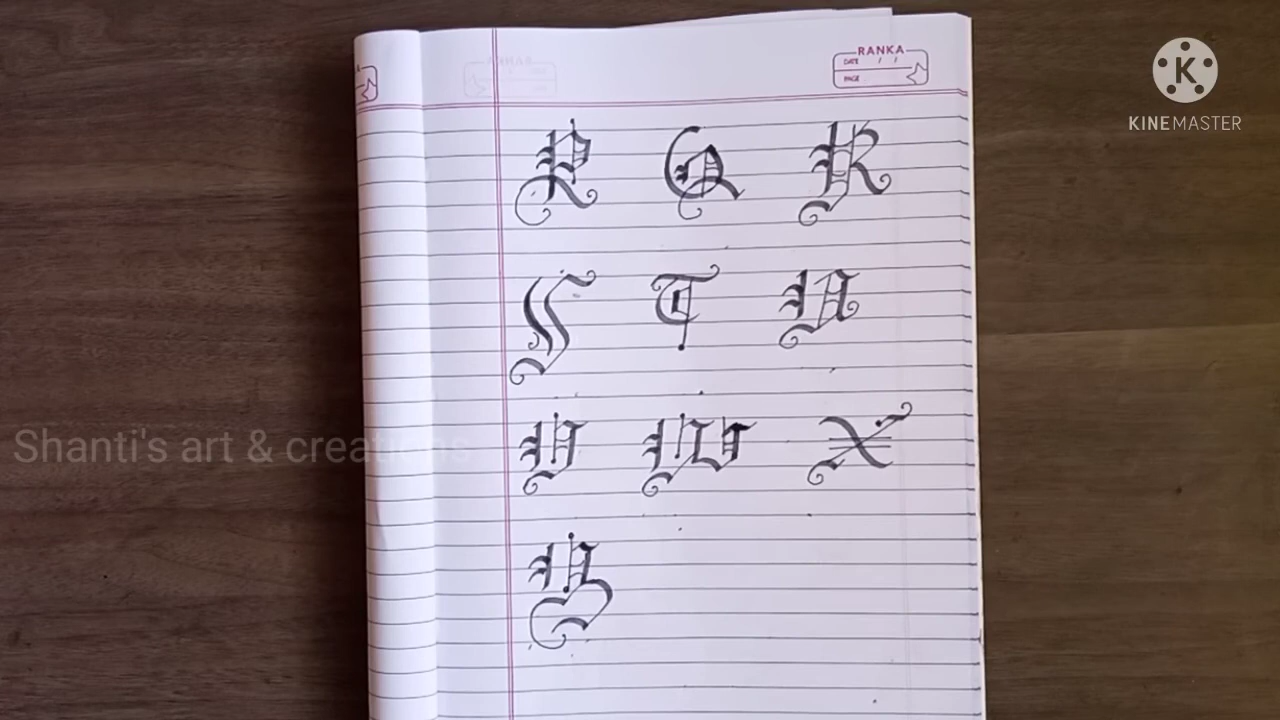 RANKA
DATE / /
PAGE
KINEMASTER
P Q R
S T U
Shanti's art & creations
V W X
Y